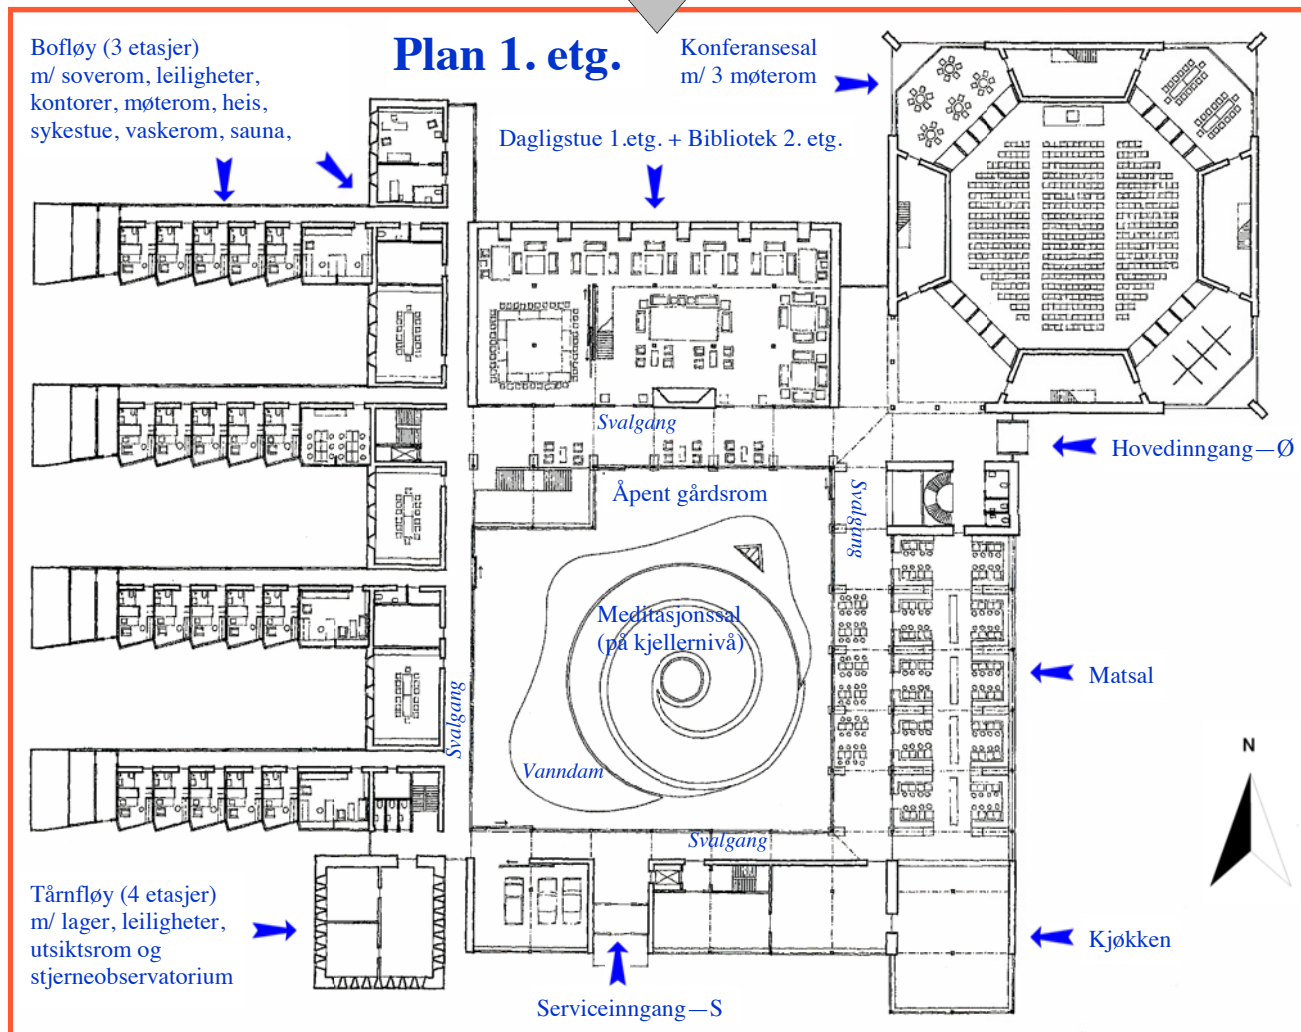 Plan 1. etg.
Bofløy (3 etasjer)
m/ soverom, leiligheter,
kontorer, møterom, heis,
sykestue, vaskerom, sauna,
Konferansesal
m/ 3 møterom
Dagligstue 1.etg. + Bibliotek 2. etg.
Svalgang
Hovedinngang—Ø
Åpent gårdsrom
Svalgang
Meditasjonssal
(på kjellernivå)
Matsal
Svalgang
Vanndam
N
Svalgang
Tårnfløy (4 etasjer)
m/ lager, leiligheter,
utsiktsrom og
stjerneobservatorium
Kjøkken
Serviceinngang—S